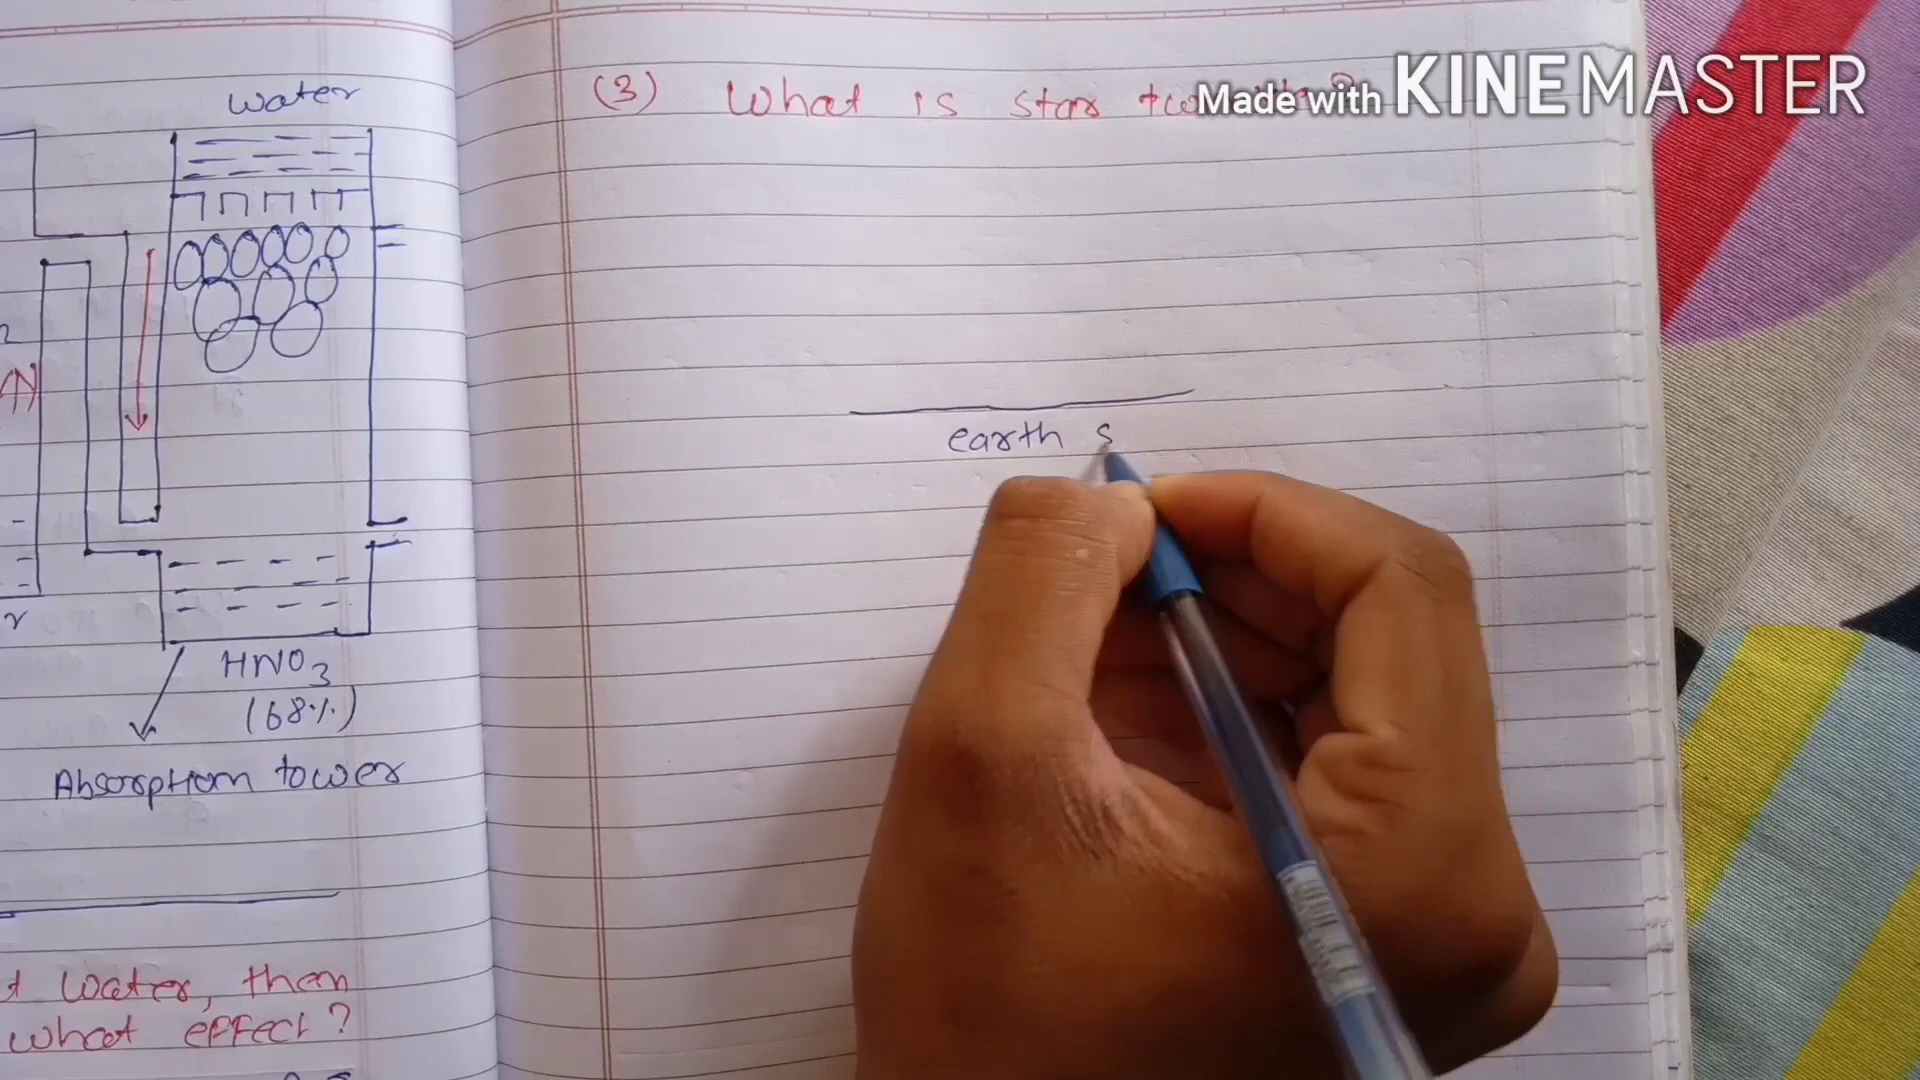 Water
HNO3
(68%)
Absorption tower
water, then
what effect?
(3) What is star
Made with KINEMASTER
earth s